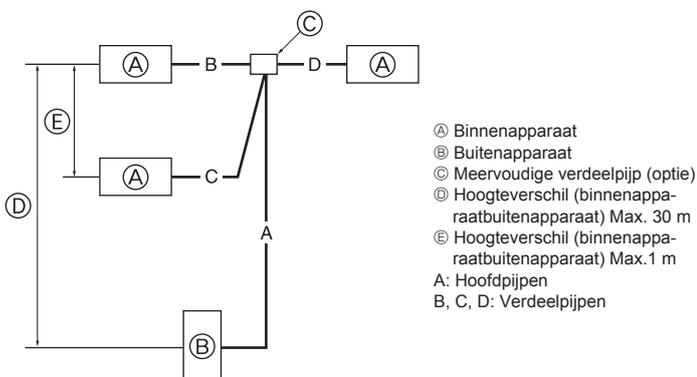 Ⓒ
Ⓐ B D Ⓐ
Ⓔ
Ⓐ C
Ⓓ
A
Ⓑ
Ⓐ Binnenapparaat
Ⓑ Buitenapparaat
Ⓒ Meervoudige verdeelpijp (optie)
Ⓓ Hoogteverschil (binnenappa-
raatbuitenapparaat) Max. 30 m
Ⓔ Hoogteverschil (binnenappa-
raatbuitenapparaat) Max.1 m
A: Hoofdpijpen
B, C, D: Verdeelpijpen